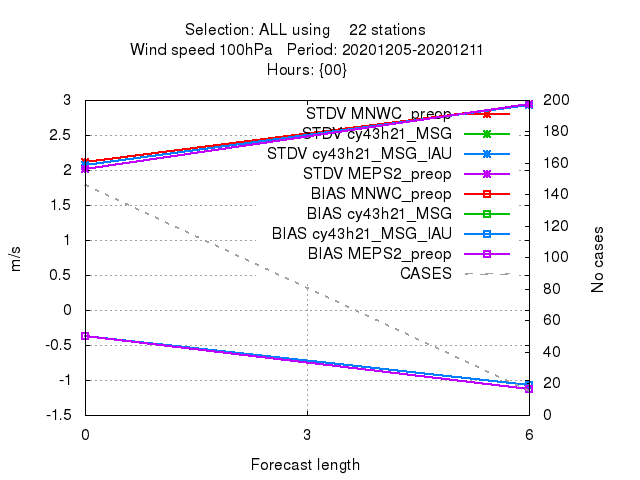 Selection: ALL using 22 stations
Wind speed 100hPa Period: 20201205-20201211
Hours: {00}
3
2.5
2
1.5
1
0.5
0
-0.5
-1
-1.5
m/s
STDV MNWC_preop
STDV cy43h21_MSG
STDV cy43h21_MSG_IAU
STDV MEPS2_preop
BIAS MNWC_preop
BIAS cy43h21_MSG
BIAS cy43h21_MSG_IAU
BIAS MEPS2_preop
CASES
200
180
160
140
120
100
80
60
40
20
0
No cases
0 3 6
Forecast length